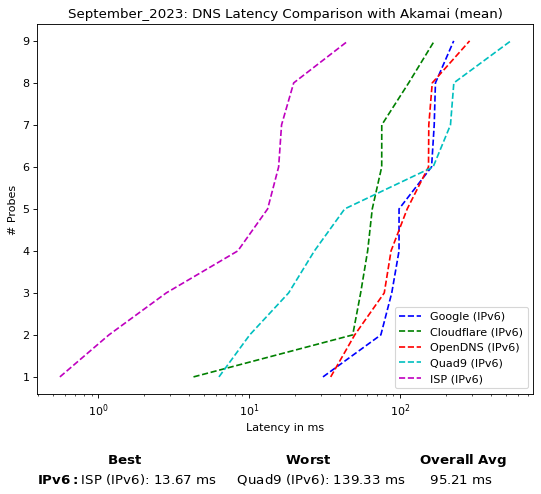 September_2023: DNS Latency Comparison with Akamai (mean)
9
8
7
6
5
4
3
2
1
# Probes
10⁰ 10¹ 10²
Latency in ms
Google (IPv6)
Cloudflare (IPv6)
OpenDNS (IPv6)
Quad9 (IPv6)
ISP (IPv6)
Best Worst Overall Avg
IPv6: ISP (IPv6): 13.67 ms Quad9 (IPv6): 139.33 ms 95.21 ms